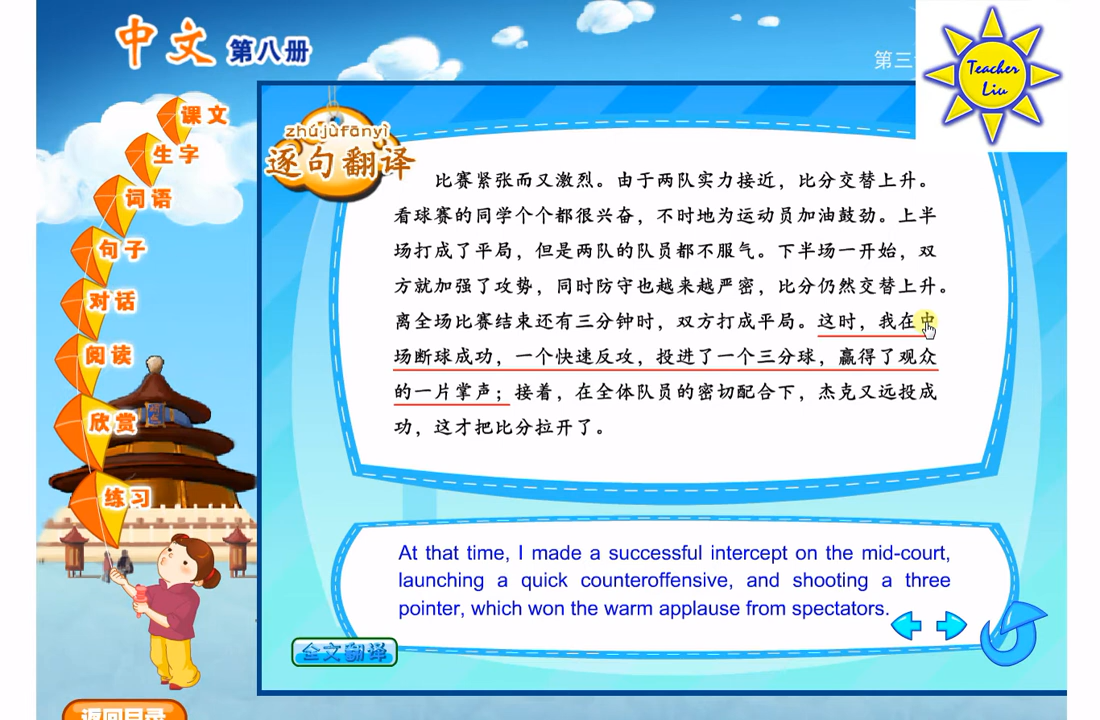 中文 第八册
第三
Teacher
Liu
课文
生字
词语
句子
对话
阅读
欣赏
练习
zhújùfānyì
逐句翻译
比赛紧张而又激烈。由于两队实力接近，比分交替上升。
看球赛的同学个个都很兴奋，不时地为运动员加油鼓劲。上半
场打成了平局，但是两队的队员都不服气。下半场一开始，双
方就加强了攻势，同时防守也越来越严密，比分仍然交替上升。
离全场比赛结束还有三分钟时，双方打成平局。这时，我在中
场断球成功，一个快速反攻，投进了一个三分球，赢得了观众
的一片掌声；接着，在全体队员的密切配合下，杰克又远投成
功，这才把比分拉开了。
At that time, I made a successful intercept on the mid-court,
launching a quick counteroffensive, and shooting a three
pointer, which won the warm applause from spectators.
全文翻译
返回目录